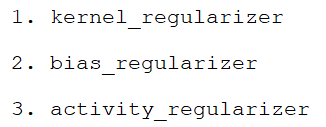 1. kernel_regularizer
2. bias_regularizer
3. activity_regularizer